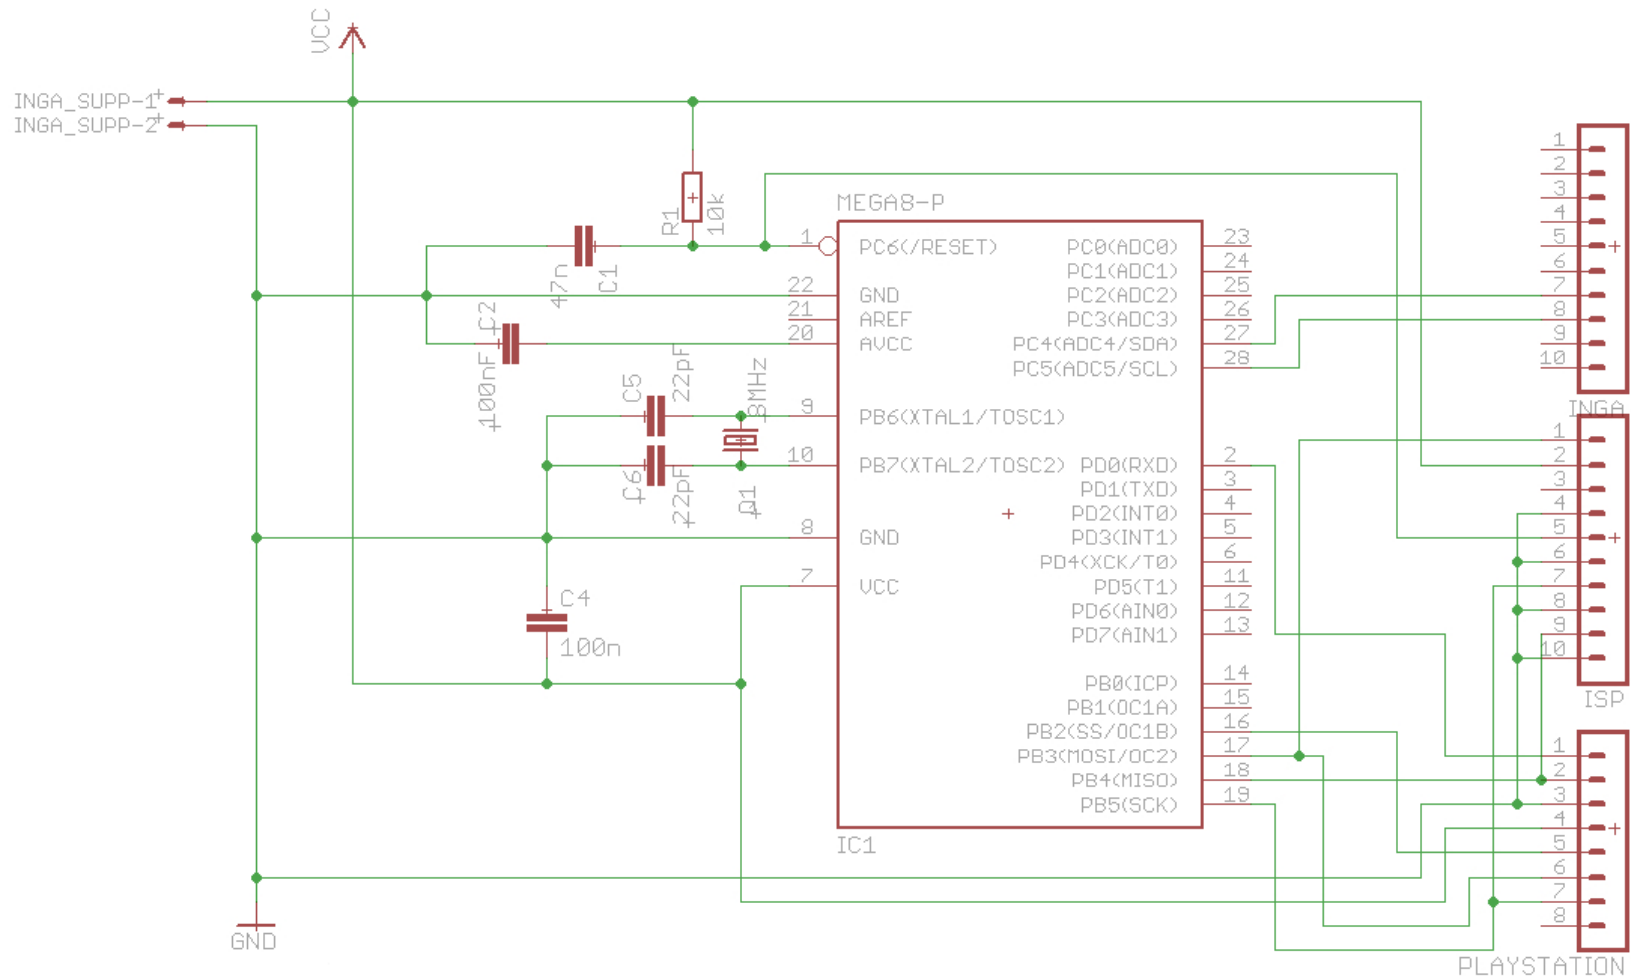 VCC
INGA_SUPP-1
INGA_SUPP-2
R1
10k
47n
C1
C2
100nF
C5
22pF
C6
22pF
8MHz
Q1
C4
100n
GND
MEGA8-P
1 PC6(/RESET)
22 GND
21 AREF
20 AVCC
9 PB6(XTAL1/TOSC1)
10 PB7(XTAL2/TOSC2)
8 GND
7 VCC
PC0(ADC0) 23
PC1(ADC1) 24
PC2(ADC2) 25
PC3(ADC3) 26
PC4(ADC4/SDA) 27
PC5(ADC5/SCL) 28
PD0(RXD) 2
PD1(TXD) 3
PD2(INT0) 4
PD3(INT1) 5
PD4(XCK/T0) 6
PD5(T1) 11
PD6(AIN0) 12
PD7(AIN1) 13
PB0(ICP) 14
PB1(OC1A) 15
PB2(SS/OC1B) 16
PB3(MOSI/OC2) 17
PB4(MISO) 18
PB5(SCK) 19
IC1
1
2
3
4
5
6
7
8
9
10
INGA
1
2
3
4
5
6
7
8
9
10
ISP
1
2
3
4
5
6
7
8
PLAYSTATION